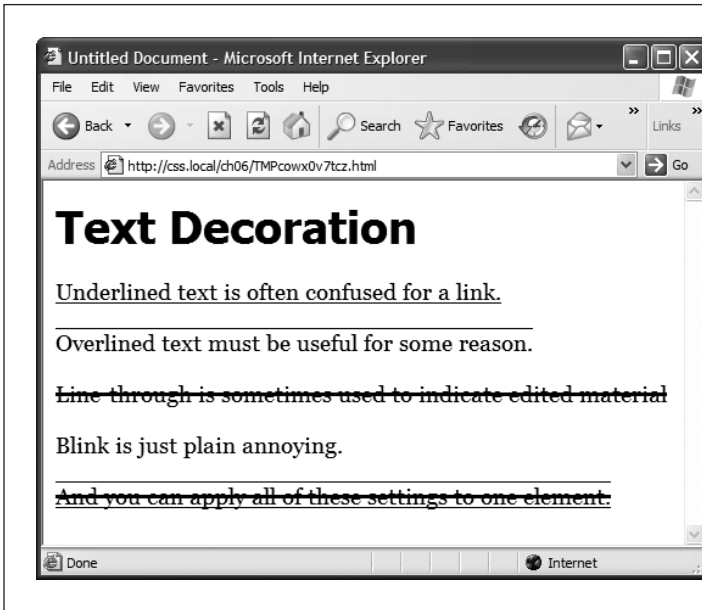 Untitled Document - Microsoft Internet Explorer
File Edit View Favorites Tools Help
Back Search Favorites » Links »
Address http://css.local/ch06/TMPcowx0v7tcz.html Go
Text Decoration
Underlined text is often confused for a link.
Overlined text must be useful for some reason.
Line-through is sometimes used to indicate edited material
Blink is just plain annoying.
And you can apply all of these settings to one element.
Done Internet